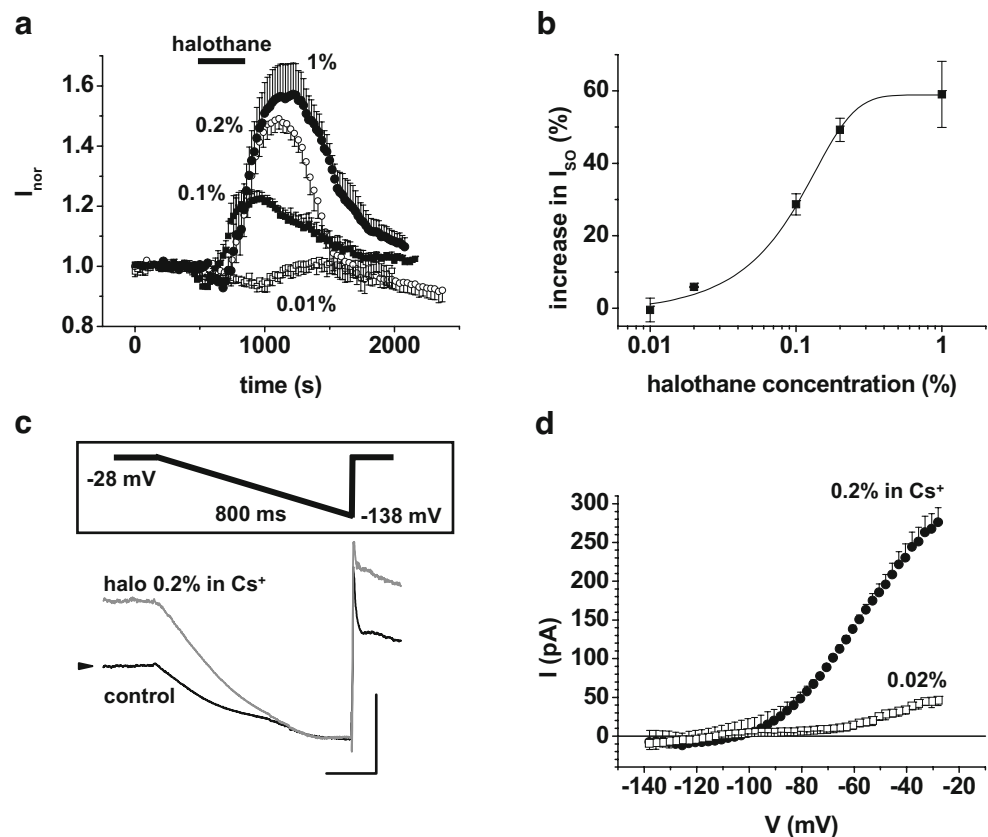 a
halothane
1%
0.2%
0.1%
0.01%
1.6
1.4
1.2
1.0
0.8
I_nor
0
1000
2000
time (s)
b
60
40
20
0
increase in I_SO (%)
0.01
0.1
1
halothane concentration (%)
c
-28 mV
800 ms
-138 mV
halo 0.2% in Cs⁺
control
d
0.2% in Cs⁺
0.02%
300
250
200
150
100
50
0
I (pA)
-140
-120
-100
-80
-60
-40
-20
V (mV)